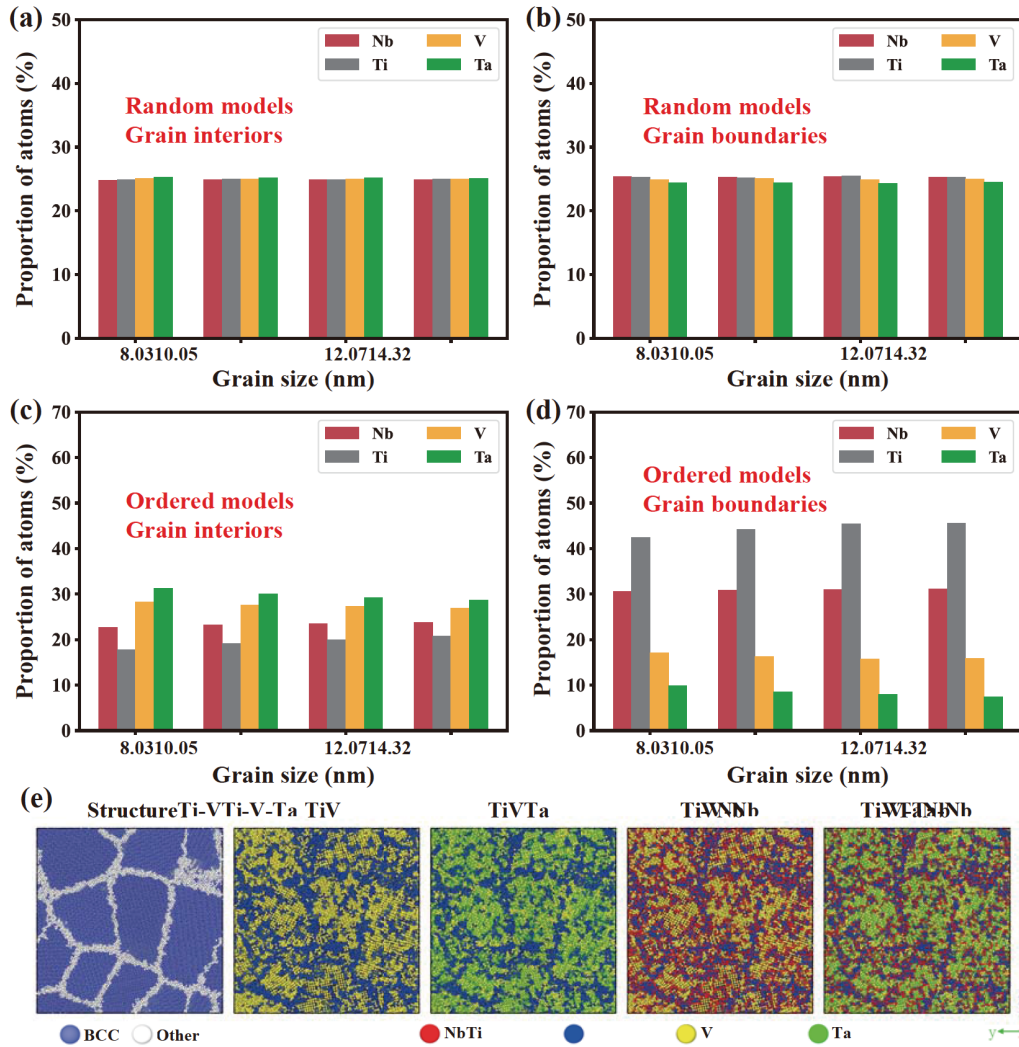 (a)
50
40
30
20
10
0
Proportion of atoms (%)
Nb V
Ti Ta
Random models
Grain interiors
8.0310.05 12.0714.32
Grain size (nm)
(b)
50
40
30
20
10
0
Proportion of atoms (%)
Nb V
Ti Ta
Random models
Grain boundaries
8.0310.05 12.0714.32
Grain size (nm)
(c)
70
60
50
40
30
20
10
0
Proportion of atoms (%)
Nb V
Ti Ta
Ordered models
Grain interiors
8.0310.05 12.0714.32
Grain size (nm)
(d)
70
60
50
40
30
20
10
0
Proportion of atoms (%)
Nb V
Ti Ta
Ordered models
Grain boundaries
8.0310.05 12.0714.32
Grain size (nm)
(e)
StructureTi-VTi-V-Ta TiV TiVTa
BCC Other NbTi V Ta y